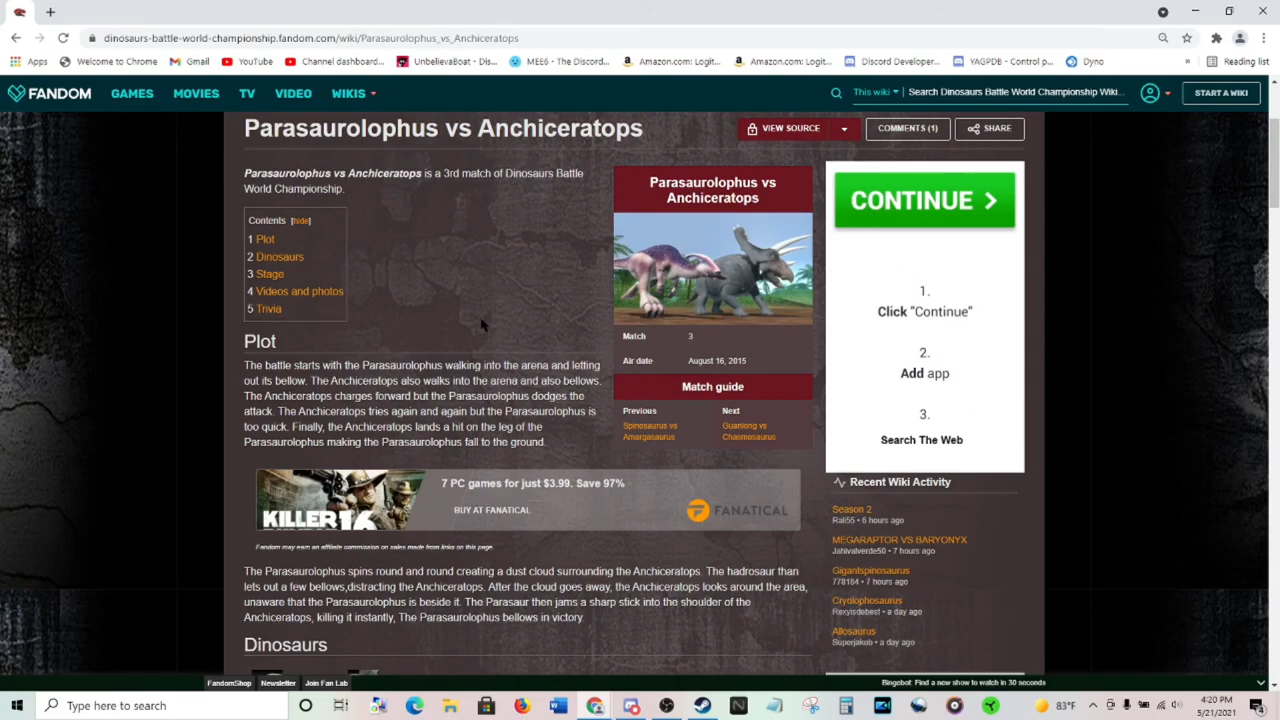 dinosaurs-battle-world-championship.fandom.com/wiki/Parasaurolophus_vs_Anchiceratops
Apps Welcome to Chrome Gmail YouTube Channel dashboard... UnbelievaBoat - Dis... MEE6 - The Discord... Amazon.com: Logit... Amazon.com: Logit... Discord Developer... YAGPDB - Control... Dyno » Reading list
FANDOM GAMES MOVIES TV VIDEO WIKIS This wiki Search Dinosaurs Battle World Championship Wiki... START A WIKI
Parasaurolophus vs Anchiceratops
VIEW SOURCE COMMENTS (1) SHARE
Parasaurolophus vs Anchiceratops is a 3rd match of Dinosaurs Battle
World Championship.
Contents [hide]
1 Plot
2 Dinosaurs
3 Stage
4 Videos and photos
5 Trivia
Plot
The battle starts with the Parasaurolophus walking into the arena and letting
out its bellow. The Anchiceratops also walks into the arena and also bellows.
The Anchiceratops charges forward but the Parasaurolophus dodges the
attack. The Anchiceratops tries again and again but the Parasaurolophus is
too quick. Finally, the Anchiceratops lands a hit on the leg of the
Parasaurolophus making the Parasaurolophus fall to the ground.
Parasaurolophus vs
Anchiceratops
Match 3
Air date August 16, 2015
Match guide
Previous Next
Spinosaurus vs Guanlong vs
Amargasaurus Chasmosaurus
CONTINUE >
1.
Click "Continue"
2.
Add app
3.
Search The Web
KILLER
7 PC games for just $3.99. Save 97%
BUY AT FANATICAL
FANATICAL
Fandom may earn an affiliate commission on sales made from links on this page.
The Parasaurolophus spins round and round creating a dust cloud surrounding the Anchiceratops. The hadrosaur than
lets out a few bellows,distracting the Anchiceratops. After the cloud goes away, the Anchiceratops looks around the area,
unaware that the Parasaurolophus is beside it. The Parasaur then jams a sharp stick into the shoulder of the
Anchiceratops, killing it instantly, The Parasaurolophus bellows in victory.
Dinosaurs
Recent Wiki Activity
Season 2
Rali55 • 6 hours ago
MEGARAPTOR VS BARYONYX
Jahivalverde50 • 7 hours ago
Gigantspinosaurus
778184 • 7 hours ago
Cryolophosaurus
Rexyisdebest • a day ago
Allosaurus
Superjakob • a day ago
FandomShop Newsletter Join Fan Lab Bingebot: Find a new show to watch in 30 seconds
Type here to search
83°F
4:20 PM
5/21/2021